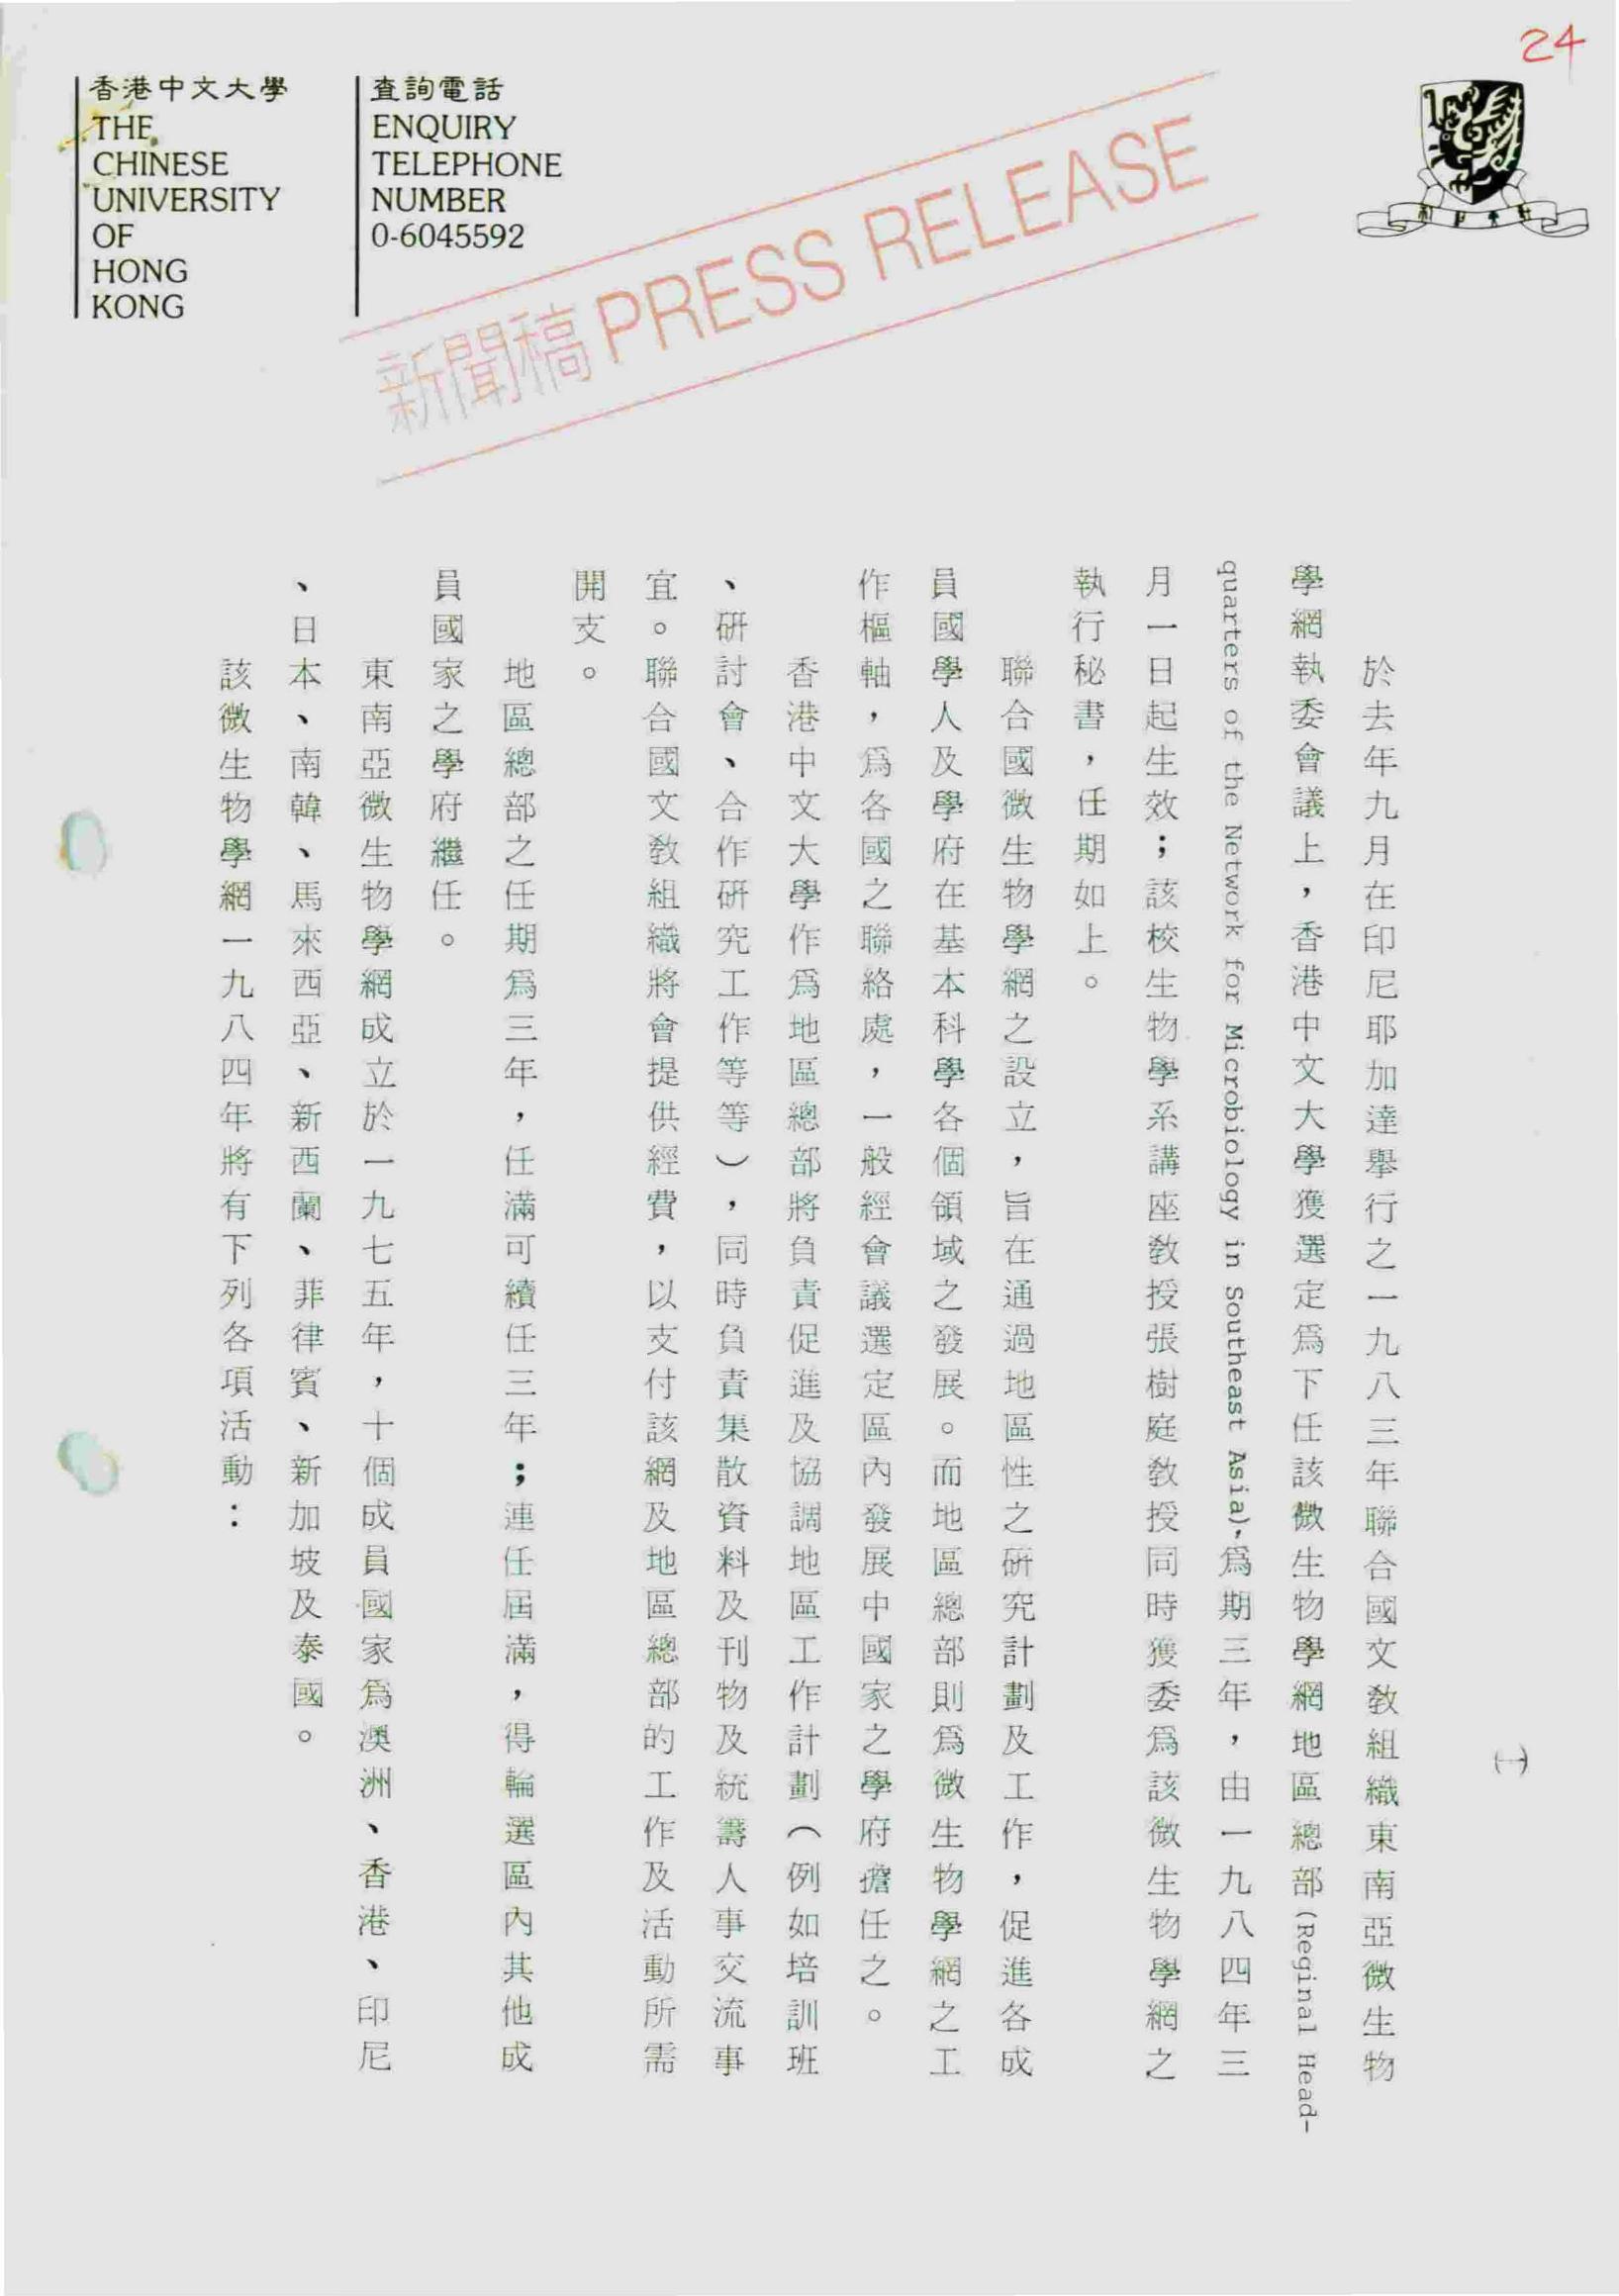 24
香港中文大學
THE
CHINESE
UNIVERSITY
OF
HONG
KONG
查詢電話
ENQUIRY
TELEPHONE
NUMBER
0-6045592
新聞稿 PRESS RELEASE
(一)
於去年九月在印尼耶加達舉行之一九八三年聯合國文教組織東南亞微生物
學網執委會議上，香港中文大學獲選定為下任該微生物學網地區總部(Reginal Head-
quarters of the Network for Microbiology in Southeast Asia)，為期三年，由一九八四年三
月一日起生效；該校生物學系講座教授張樹庭教授同時獲委為該微生物學網之
執行秘書，任期如上。
聯合國微生物學網之設立，旨在通過地區性之研究計劃及工作，促進各成
員國學人及學府在基本科學各個領域之發展。而地區總部則為微生物學網之工
作樞軸，為各國之聯絡處，一般經會議選定區內發展中國家之學府擔任之。
香港中文大學作為地區總部將負責促進及協調地區工作計劃（例如培訓班
、研討會、合作研究工作等等），同時負責集散資料及刊物及統籌人事交流事
宜。聯合國文教組織將會提供經費，以支付該網及地區總部的工作及活動所需
開支。
地區總部之任期為三年，任滿可續任三年；連任屆滿，得輪選區內其他成
員國家之學府繼任。
東南亞微生物學網成立於一九七五年，十個成員國家為澳洲、香港、印尼
、日本、南韓、馬來西亞、新西蘭、菲律賓、新加坡及泰國。
該微生物學網一九八四年將有下列各項活動：